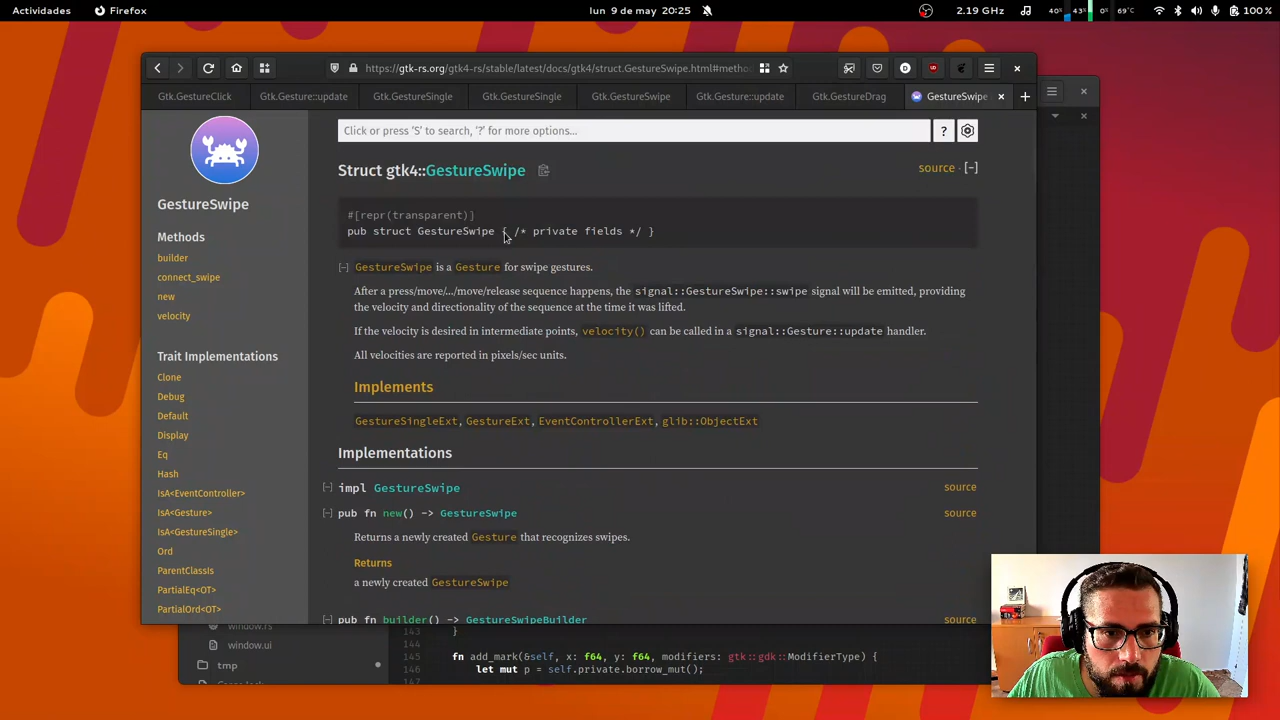 Actividades
Firefox
lun 9 de may 20:25
2.19 GHz
40%
43%
0%
69°C
100 %
https://gtk-rs.org/gtk4-rs/stable/latest/docs/gtk4/struct.GestureSwipe.html#metho
Gtk.GestureClick
Gtk.Gesture::update
Gtk.GestureSingle
Gtk.GestureSingle
Gtk.GestureSwipe
Gtk.Gesture::update
Gtk.GestureDrag
GestureSwipe
Click or press 'S' to search, '?' for more options...
?
GestureSwipe
Methods
builder
connect_swipe
new
velocity
Trait Implementations
Clone
Debug
Default
Display
Eq
Hash
IsA<EventController>
IsA<Gesture>
IsA<GestureSingle>
Ord
ParentClassIs
PartialEq<OT>
PartialOrd<OT>
Struct gtk4::GestureSwipe
source · [-]
#[repr(transparent)]
pub struct GestureSwipe { /* private fields */ }
[-] GestureSwipe is a Gesture for swipe gestures.
After a press/move/.../move/release sequence happens, the signal::GestureSwipe::swipe signal will be emitted, providing
the velocity and directionality of the sequence at the time it was lifted.
If the velocity is desired in intermediate points, velocity() can be called in a signal::Gesture::update handler.
All velocities are reported in pixels/sec units.
Implements
GestureSingleExt, GestureExt, EventControllerExt, glib::ObjectExt
Implementations
[-] impl GestureSwipe
source
[-] pub fn new() -> GestureSwipe
source
Returns a newly created Gesture that recognizes swipes.
Returns
a newly created GestureSwipe
pub fn builder() -> GestureSwipeBuilder
source
window.rs
window.ui
tmp
143 }
144
145 fn add_mark(&self, x: f64, y: f64, modifiers: gtk::gdk::ModifierType) {
146 let mut p = self.private.borrow_mut();
147